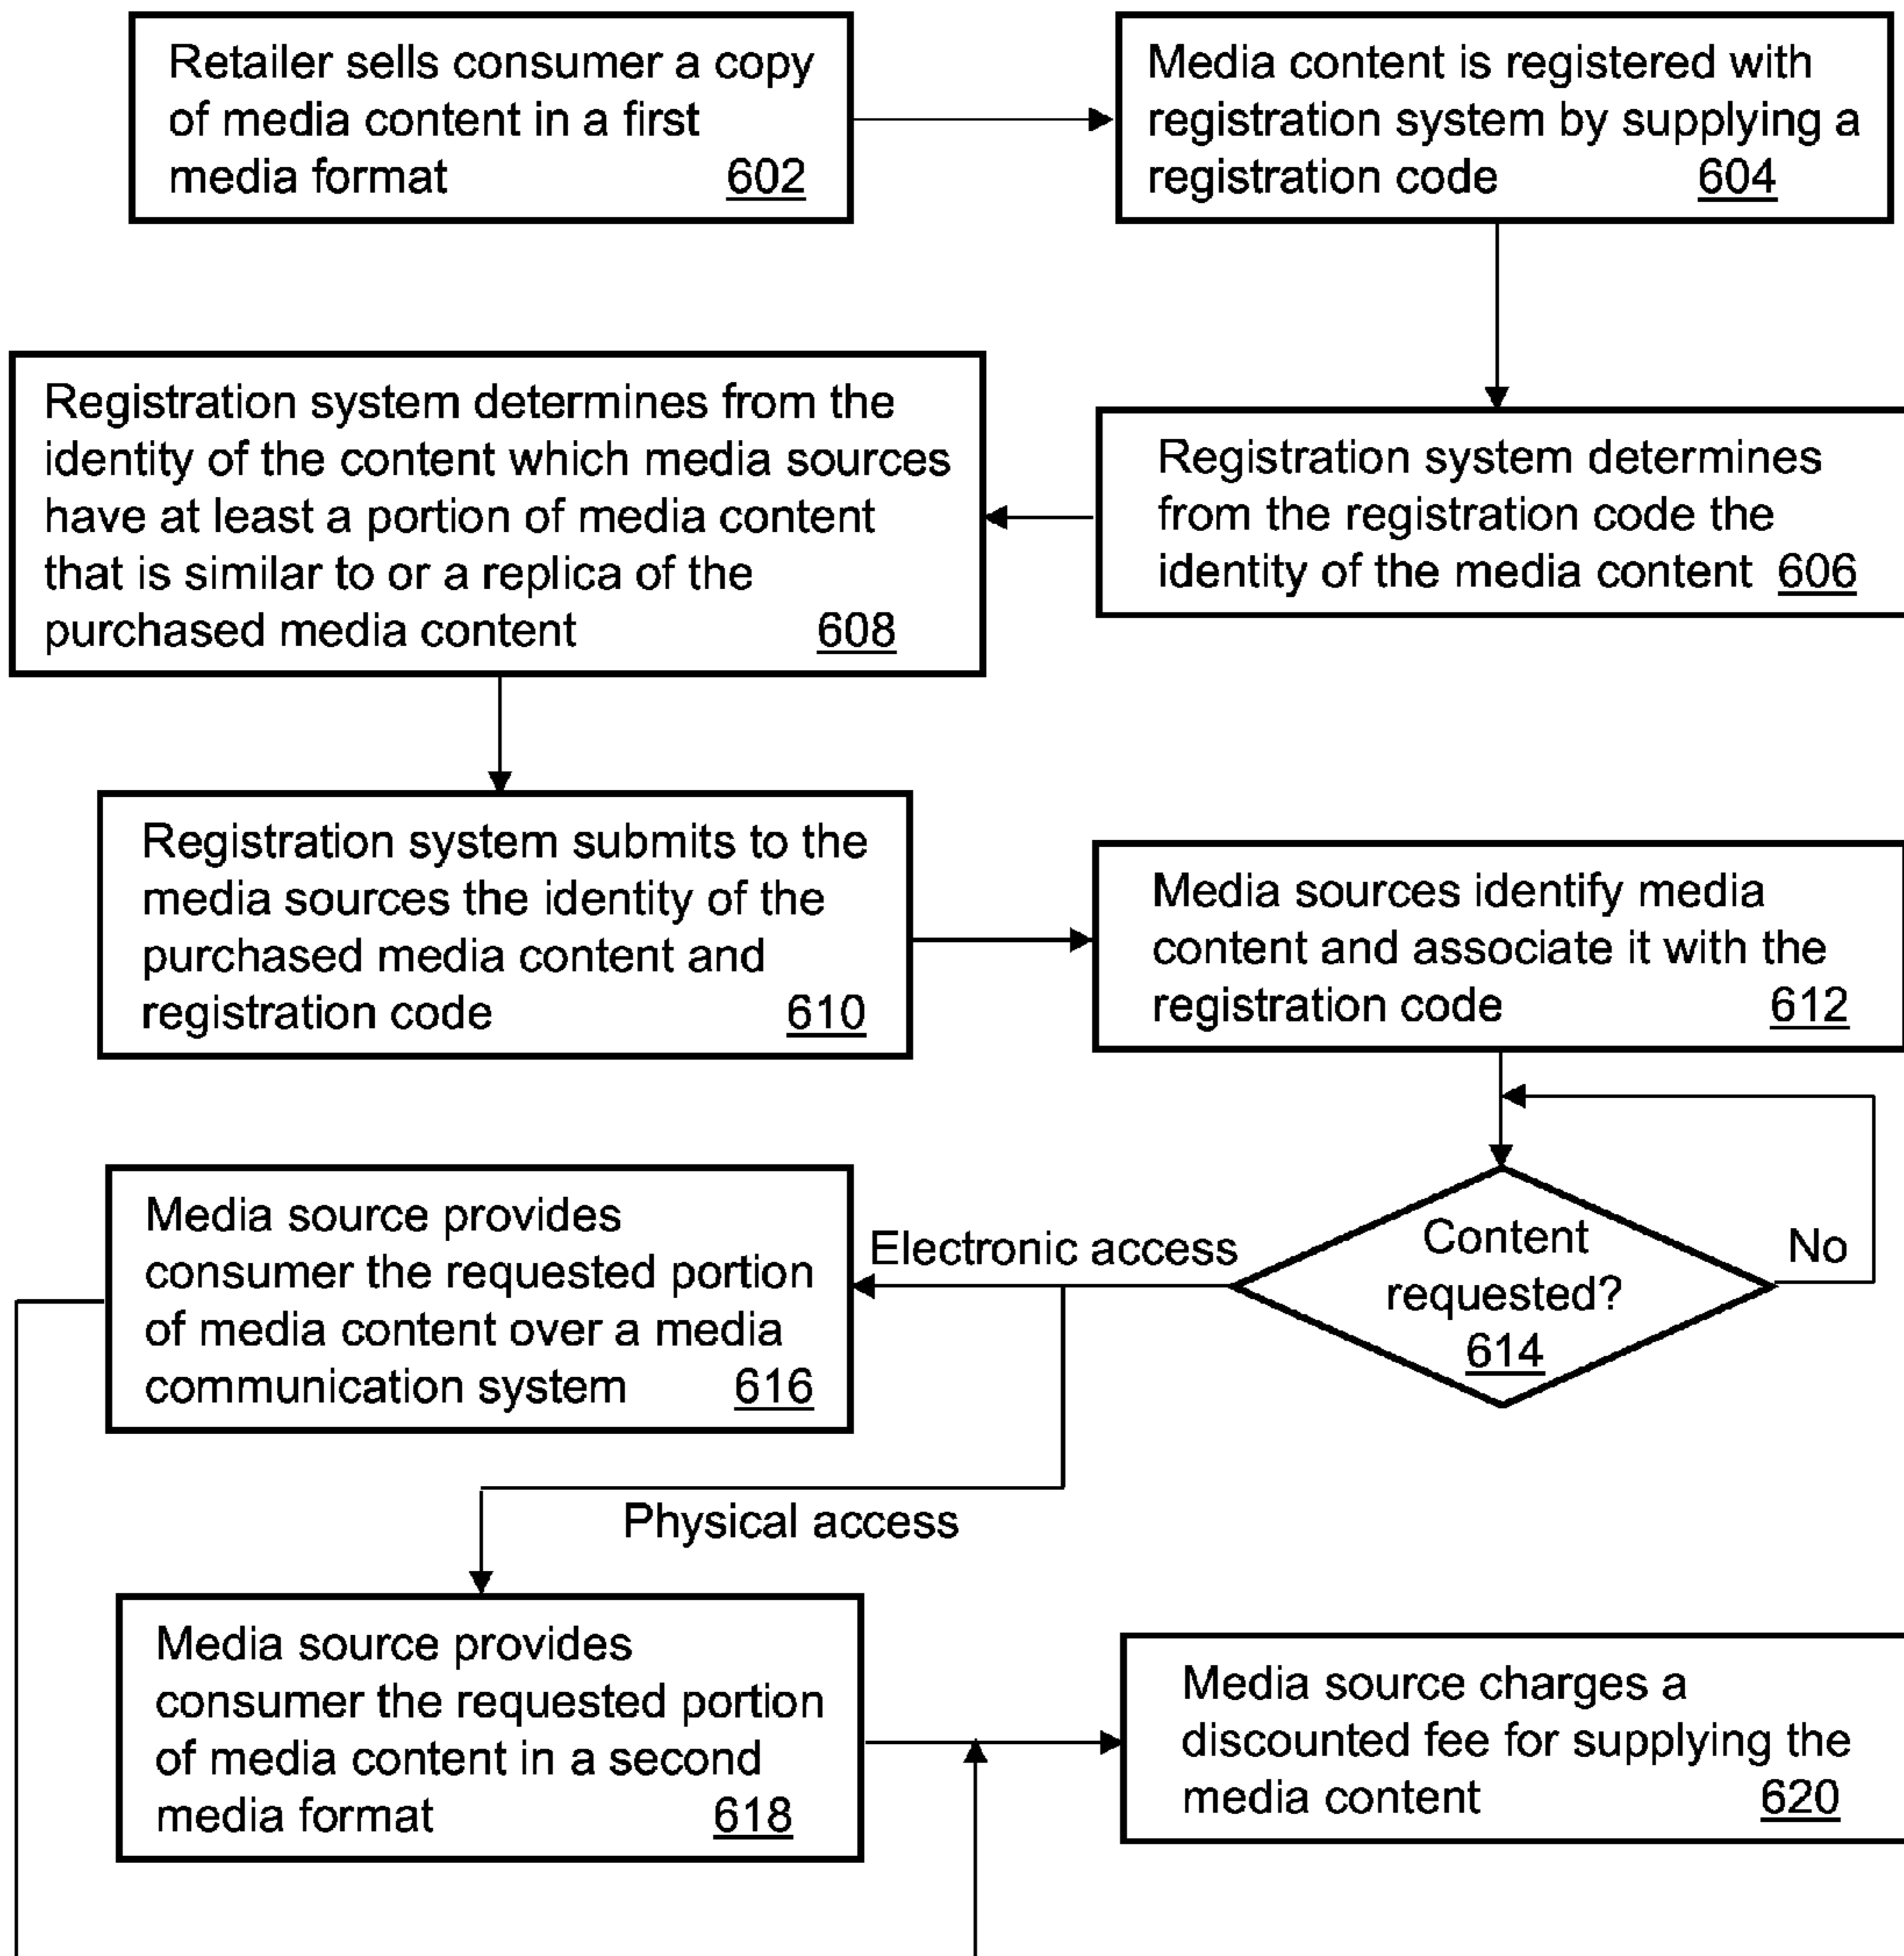 Retailer sells consumer a copy
of media content in a first
media format 602
Media content is registered with
registration system by supplying a
registration code 604
Registration system determines
from the registration code the
identity of the media content 606
Registration system determines from the
identity of the content which media sources
have at least a portion of media content
that is similar to or a replica of the
purchased media content 608
Registration system submits to the
media sources the identity of the
purchased media content and
registration code 610
Media sources identify media
content and associate it with the
registration code 612
Content
requested?
614
No
Electronic access
Media source provides
consumer the requested portion
of media content over a media
communication system 616
Physical access
Media source provides
consumer the requested portion
of media content in a second
media format 618
Media source charges a
discounted fee for supplying the
media content 620